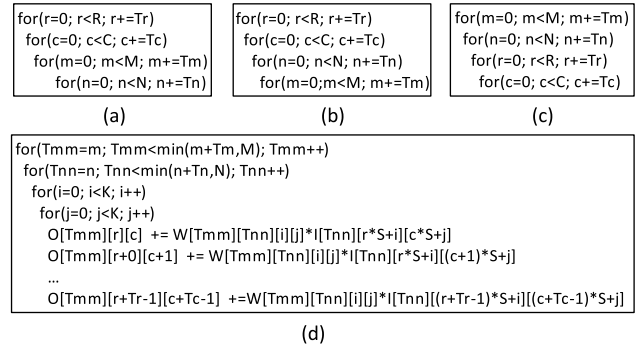 for(r=0; r<R; r+=Tr)
for(c=0; c<C; c+=Tc)
for(m=0; m<M; m+=Tm)
for(n=0; n<N; n+=Tn)
(a)
for(r=0; r<R; r+=Tr)
for(c=0; c<C; c+=Tc)
for(n=0; n<N; n+=Tn)
for(m=0;m<M; m+=Tm)
(b)
for(m=0; m<M; m+=Tm)
for(n=0; n<N; n+=Tn)
for(r=0; r<R; r+=Tr)
for(c=0; c<C; c+=Tc)
(c)
for(Tmm=m; Tmm<min(m+Tm,M); Tmm++)
for(Tnn=n; Tnn<min(n+Tn,N); Tnn++)
for(i=0; i<K; i++)
for(j=0; j<K; j++)
O[Tmm][r][c] += W[Tmm][Tnn][i][j]*I[Tnn][r*S+i][c*S+j]
O[Tmm][r+0][c+1] += W[Tmm][Tnn][i][j]*I[Tnn][r*S+i][(c+1)*S+j]
...
O[Tmm][r+Tr-1][c+Tc-1] +=W[Tmm][Tnn][i][j]*I[Tnn][(r+Tr-1)*S+i][(c+Tc-1)*S+j]
(d)